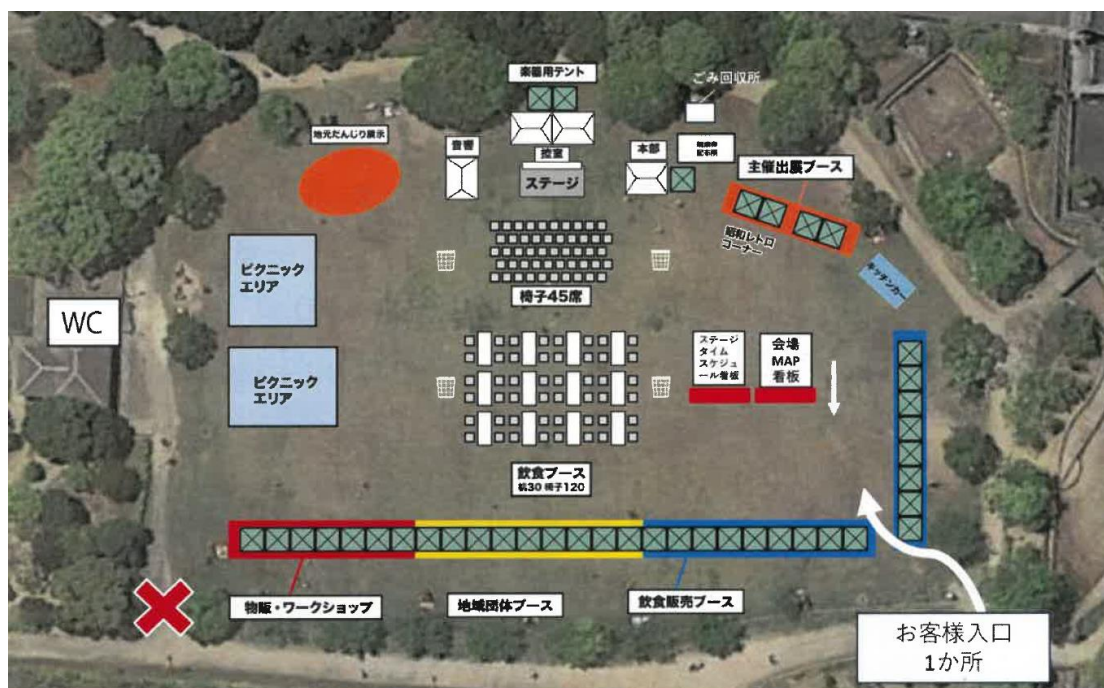 楽器用テント
ごみ回収所
地元だんじり展示
音響
控室
ステージ
本部
配布所
主催出展ブース
昭和レトロ
コーナー
キッチンカー
ピクニック
エリア
WC
椅子45席
ステージ
タイム
スケジュ
ール看板
会場
MAP
看板
ピクニック
エリア
飲食ブース
机30 椅子120
物販・ワークショップ
地域団体ブース
飲食販売ブース
お客様入口
1か所